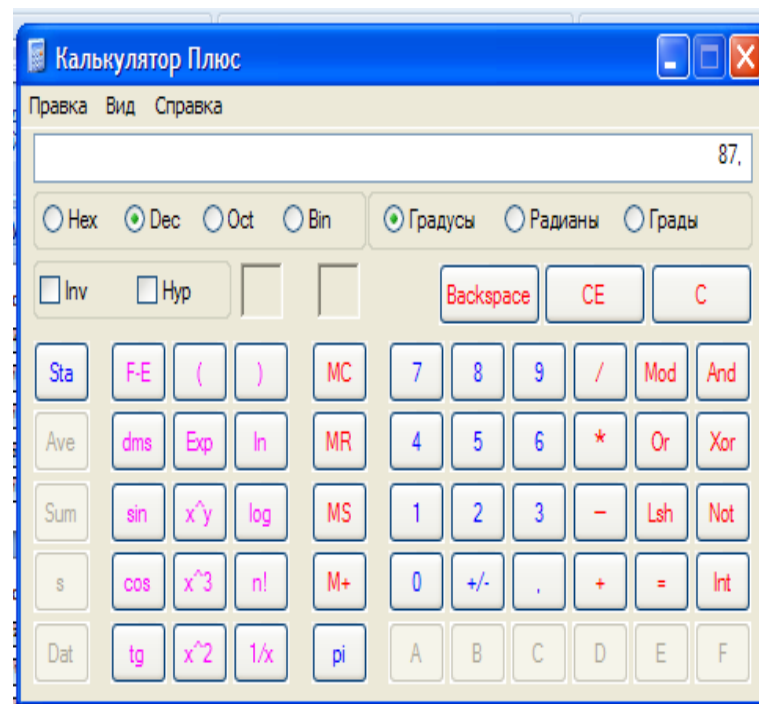 Калькулятор Плюс
Правка Вид Справка
87,
Hex Dec Oct Bin Градусы Радианы Грады
Inv Hyp Backspace CE C
Sta F-E ( ) MC 7 8 9 / Mod And
Ave dms Exp ln MR 4 5 6 * Or Xor
Sum sin x^y log MS 1 2 3 − Lsh Not
s cos x^3 n! M+ 0 +/- , + = Int
Dat tg x^2 1/x pi A B C D E F